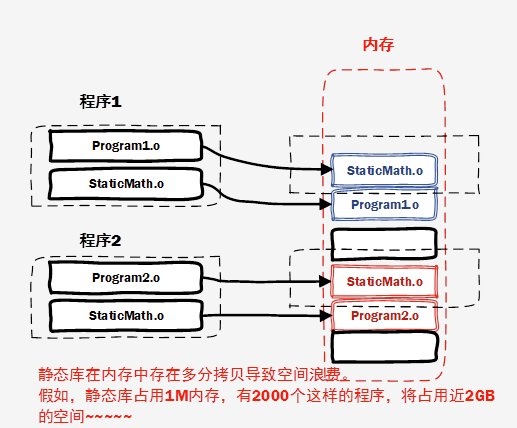 内存
程序1
Program1.o
StaticMath.o
StaticMath.o
Program1.o
程序2
Program2.o
StaticMath.o
StaticMath.o
Program2.o
静态库在内存中存在多分拷贝导致空间浪费。
假如，静态库占用1M内存，有2000个这样的程序，将占用近2GB
的空间~~~~~